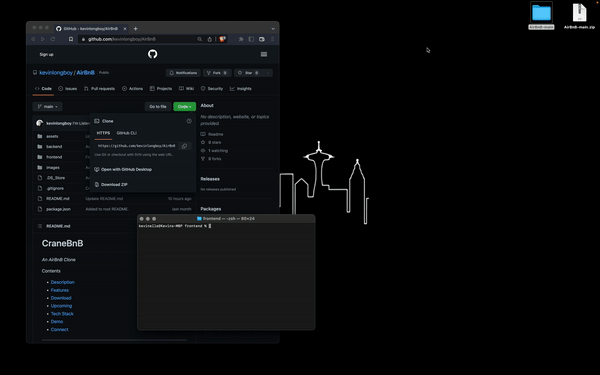 GitHub - kevinlongboy/AirBnB
github.com/kevinlongboy/AirBnB
Sign up
kevinlongboy / AirBnB Public
Notifications Fork 0 Star 0
Code Issues Pull requests Actions Projects Wiki Security Insights
main Go to file Code
kevinlongboy
assets
backend
frontend
images
.DS_Store
.gitignore
README.md Update README.md 12 hours ago
package.json Added to root README last month
Clone
HTTPS GitHub CLI
https://github.com/kevinlongboy/AirBnB
Use Git or checkout with SVN using the web URL.
Open with GitHub Desktop
Download ZIP
About
No description, website, or topics
provided.
Readme
0 stars
1 watching
0 forks
Releases
No releases published
Packages
README.md
CraneBnB
An AirBnB Clone
Contents
Description
Features
Download
Upcoming
Tech Stack
Demo
Connect
frontend — -zsh — 80×24
kevinello@Kevins-MBP frontend %
AirBnB-main
AirBnB-main.zip